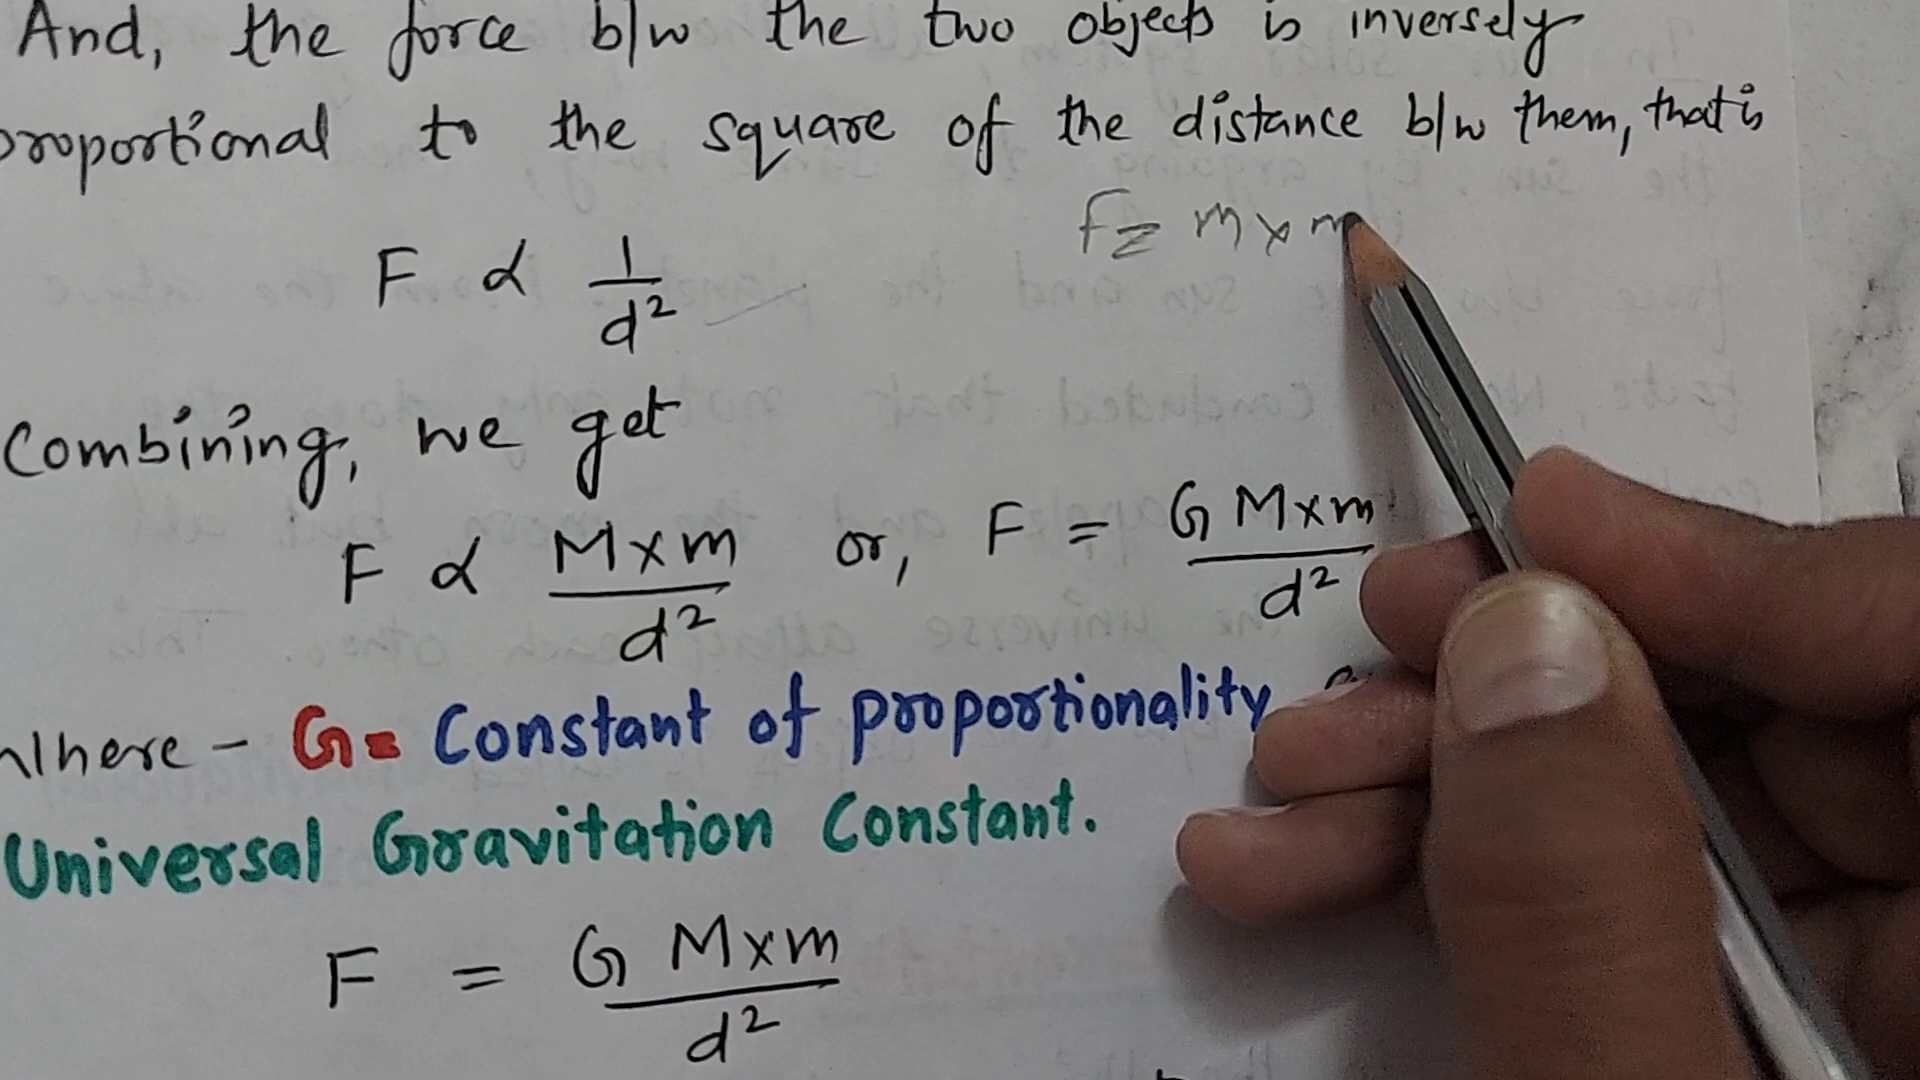 And, the force b/w the two objects is inversely
proportional to the square of the distance b/w them, that is
F = m x m
F ∝ 1/d²
Combining, we get
F ∝ M x m / d² or, F = G M x m / d²
Where - G = Constant of proportionality
Universal Gravitation Constant.
F = G M x m / d²